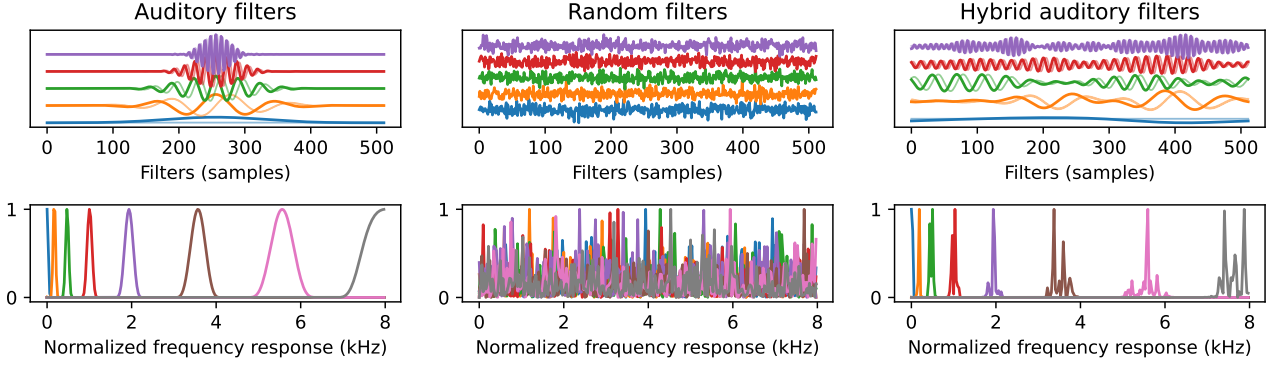 Auditory filters
Random filters
Hybrid auditory filters
0 100 200 300 400 500
0 100 200 300 400 500
0 100 200 300 400 500
Filters (samples)
Filters (samples)
Filters (samples)
1
0
1
0
1
0
0 2 4 6 8
0 2 4 6 8
0 2 4 6 8
Normalized frequency response (kHz)
Normalized frequency response (kHz)
Normalized frequency response (kHz)